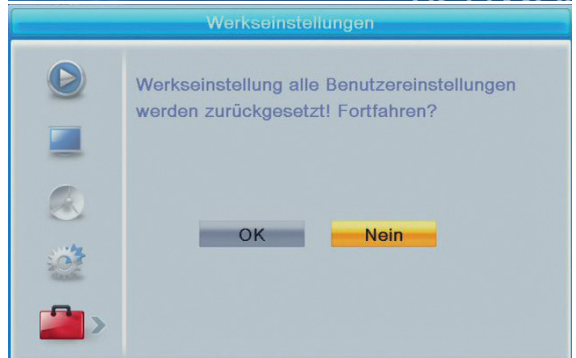 Werkseinstellungen
Werkseinstellung alle Benutzereinstellungen
werden zurückgesetzt! Fortfahren?
OK
Nein